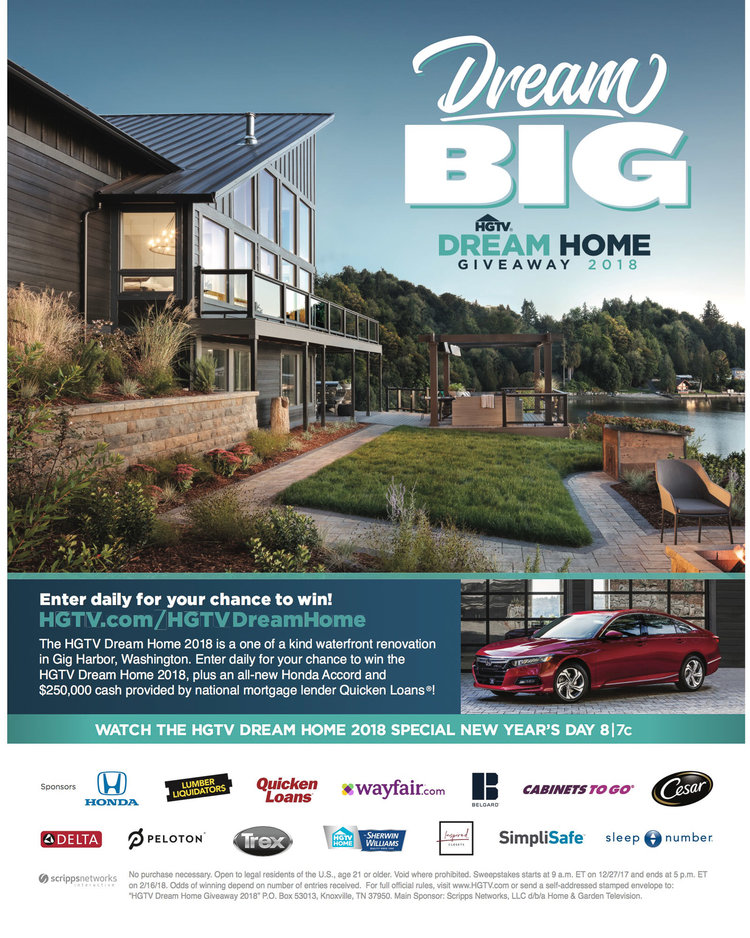 Dream
BIG
HGTV®
DREAM HOME
GIVEAWAY 2018
Enter daily for your chance to win!
HGTV.com/HGTVDreamHome
The HGTV Dream Home 2018 is a one of a kind waterfront renovation
in Gig Harbor, Washington. Enter daily for your chance to win the
HGTV Dream Home 2018, plus an all-new Honda Accord and
$250,000 cash provided by national mortgage lender Quicken Loans®!
WATCH THE HGTV DREAM HOME 2018 SPECIAL NEW YEAR'S DAY 8|7c
Sponsors
HONDA
LUMBER
LIQUIDATORS
Quicken
Loans
wayfair.com
BELGARD
CABINETS TO GO
Cesar
DELTA
PELOTON
Trex
HGTV
HOME
BY
SHERWIN
WILLIAMS
Inspired
CLOSETS
SimpliSafe
sleep number
scrippsnetworks
interactive
No purchase necessary. Open to legal residents of the U.S., age 21 or older. Void where prohibited. Sweepstakes starts at 9 a.m. ET on 12/27/17 and ends at 5 p.m. ET
on 2/16/18. Odds of winning depend on number of entries received. For full official rules, visit www.HGTV.com or send a self-addressed stamped envelope to:
"HGTV Dream Home Giveaway 2018" P.O. Box 53013, Knoxville, TN 37950. Main Sponsor: Scripps Networks, LLC d/b/a Home & Garden Television.